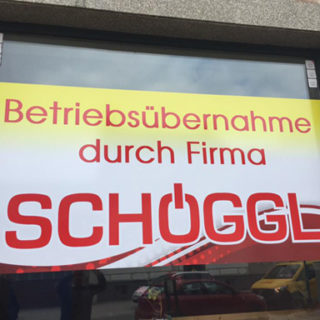 Betriebsübernahme
durch Firma
SCHÖGGL